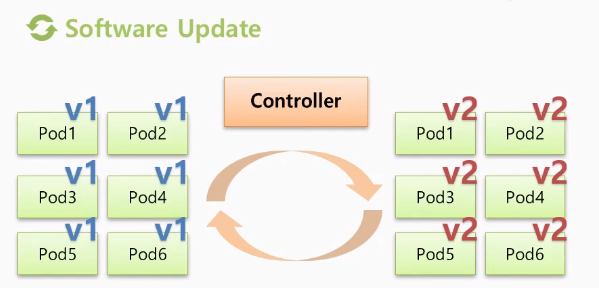 Software Update
Controller
v1 v1
Pod1 Pod2
v1 v1
Pod3 Pod4
v1 v1
Pod5 Pod6
v2 v2
Pod1 Pod2
v2 v2
Pod3 Pod4
v2 v2
Pod5 Pod6